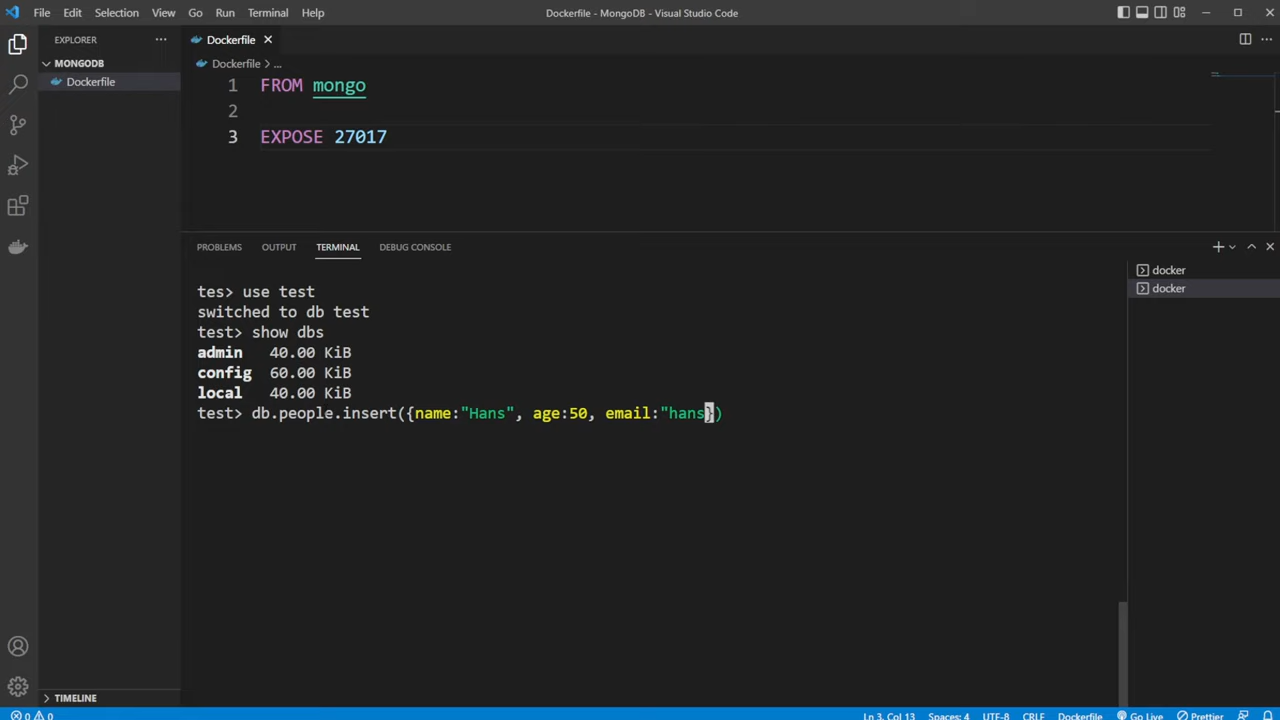 File Edit Selection View Go Run Terminal Help
Dockerfile - MongoDB - Visual Studio Code
EXPLORER
MONGODB
Dockerfile
Dockerfile
Dockerfile > ...
1 FROM mongo
2
3 EXPOSE 27017
PROBLEMS OUTPUT TERMINAL DEBUG CONSOLE
docker
docker
tes> use test
switched to db test
test> show dbs
admin 40.00 KiB
config 60.00 KiB
local 40.00 KiB
test> db.people.insert({name:"Hans", age:50, email:"hans})
TIMELINE
0 0 Ln 3, Col 13 Spaces: 4 UTF-8 CRLF Dockerfile Go Live Prettier